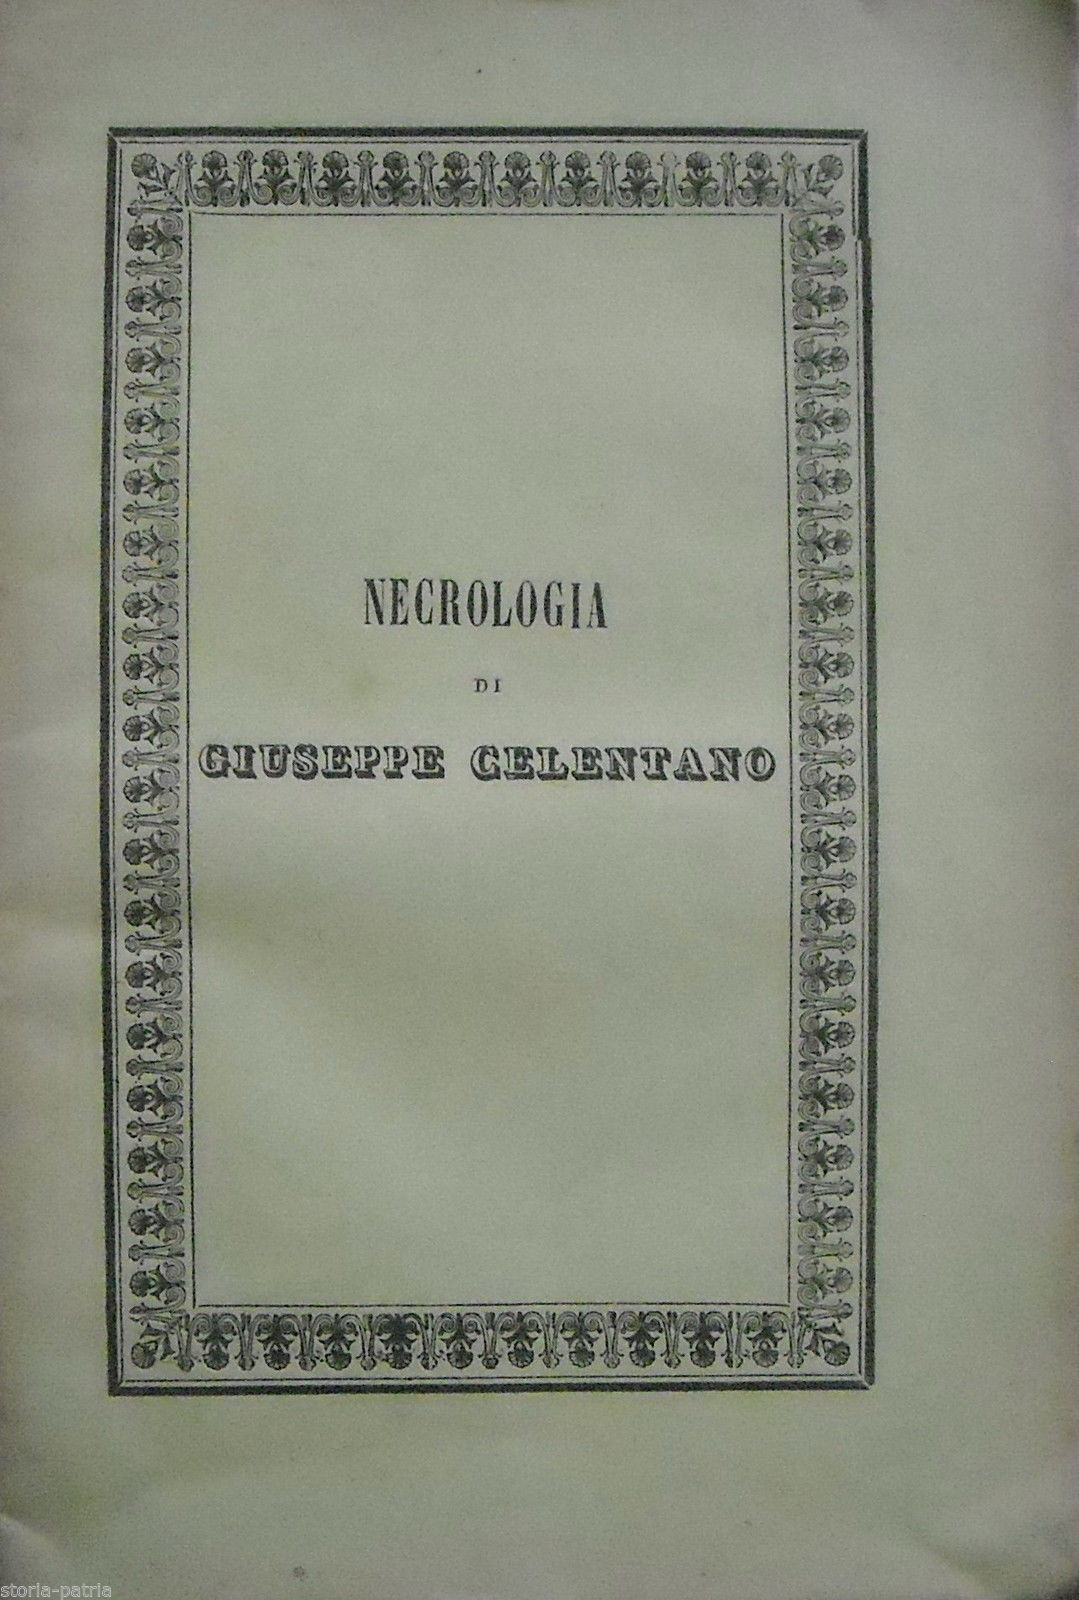 NECROLOGIA
DI
GIUSEPPE CELENTANO
storia-patria